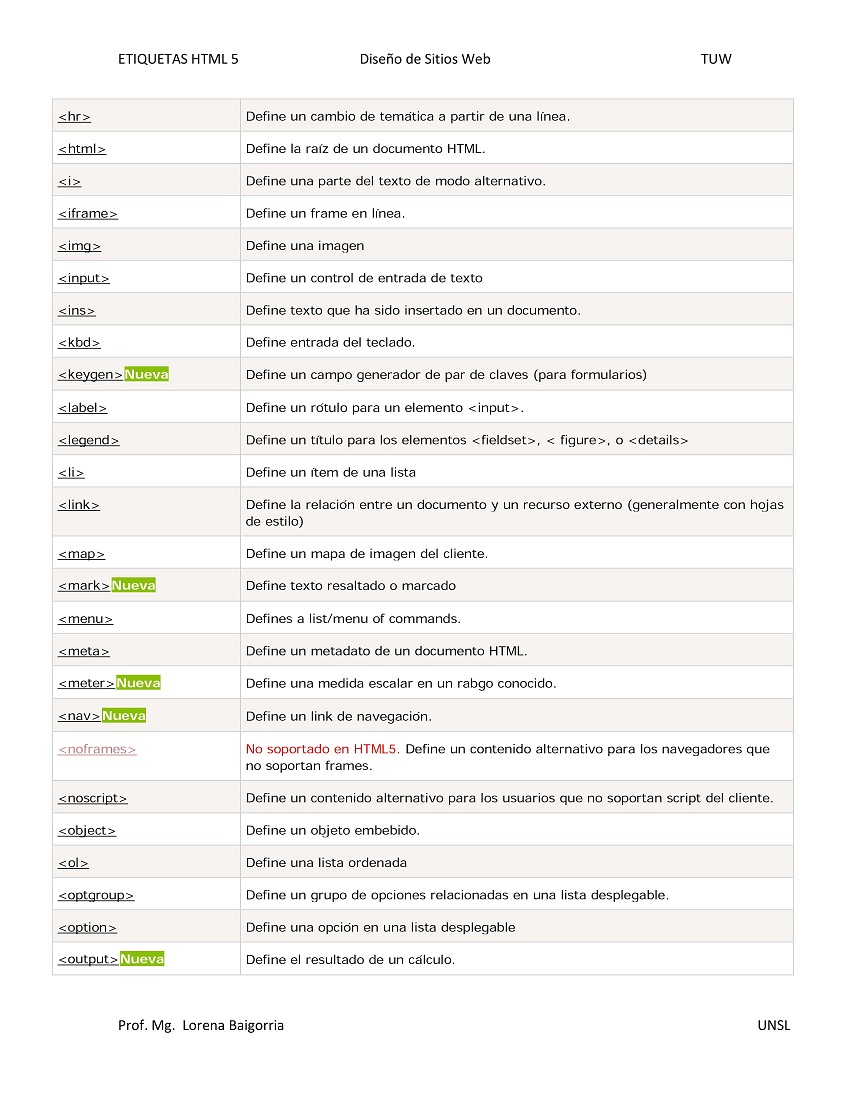 ETIQUETAS HTML 5 Diseño de Sitios Web TUW
<hr> Define un cambio de temática a partir de una línea.
<html> Define la raíz de un documento HTML.
<i> Define una parte del texto de modo alternativo.
<iframe> Define un frame en línea.
<img> Define una imagen
<input> Define un control de entrada de texto
<ins> Define texto que ha sido insertado en un documento.
<kbd> Define entrada del teclado.
<keygen>Nueva Define un campo generador de par de claves (para formularios)
<label> Define un rótulo para un elemento <input>.
<legend> Define un título para los elementos <fieldset>, < figure>, o <details>
<li> Define un ítem de una lista
<link> Define la relación entre un documento y un recurso externo (generalmente con hojas
de estilo)
<map> Define un mapa de imagen del cliente.
<mark>Nueva Define texto resaltado o marcado
<menu> Defines a list/menu of commands.
<meta> Define un metadato de un documento HTML.
<meter>Nueva Define una medida escalar en un rabgo conocido.
<nav>Nueva Define un link de navegación.
<noframes> No soportado en HTML5. Define un contenido alternativo para los navegadores que
no soportan frames.
<noscript> Define un contenido alternativo para los usuarios que no soportan script del cliente.
<object> Define un objeto embebido.
<ol> Define una lista ordenada
<optgroup> Define un grupo de opciones relacionadas en una lista desplegable.
<option> Define una opción en una lista desplegable
<output>Nueva Define el resultado de un cálculo.
Prof. Mg. Lorena Baigorria UNSL